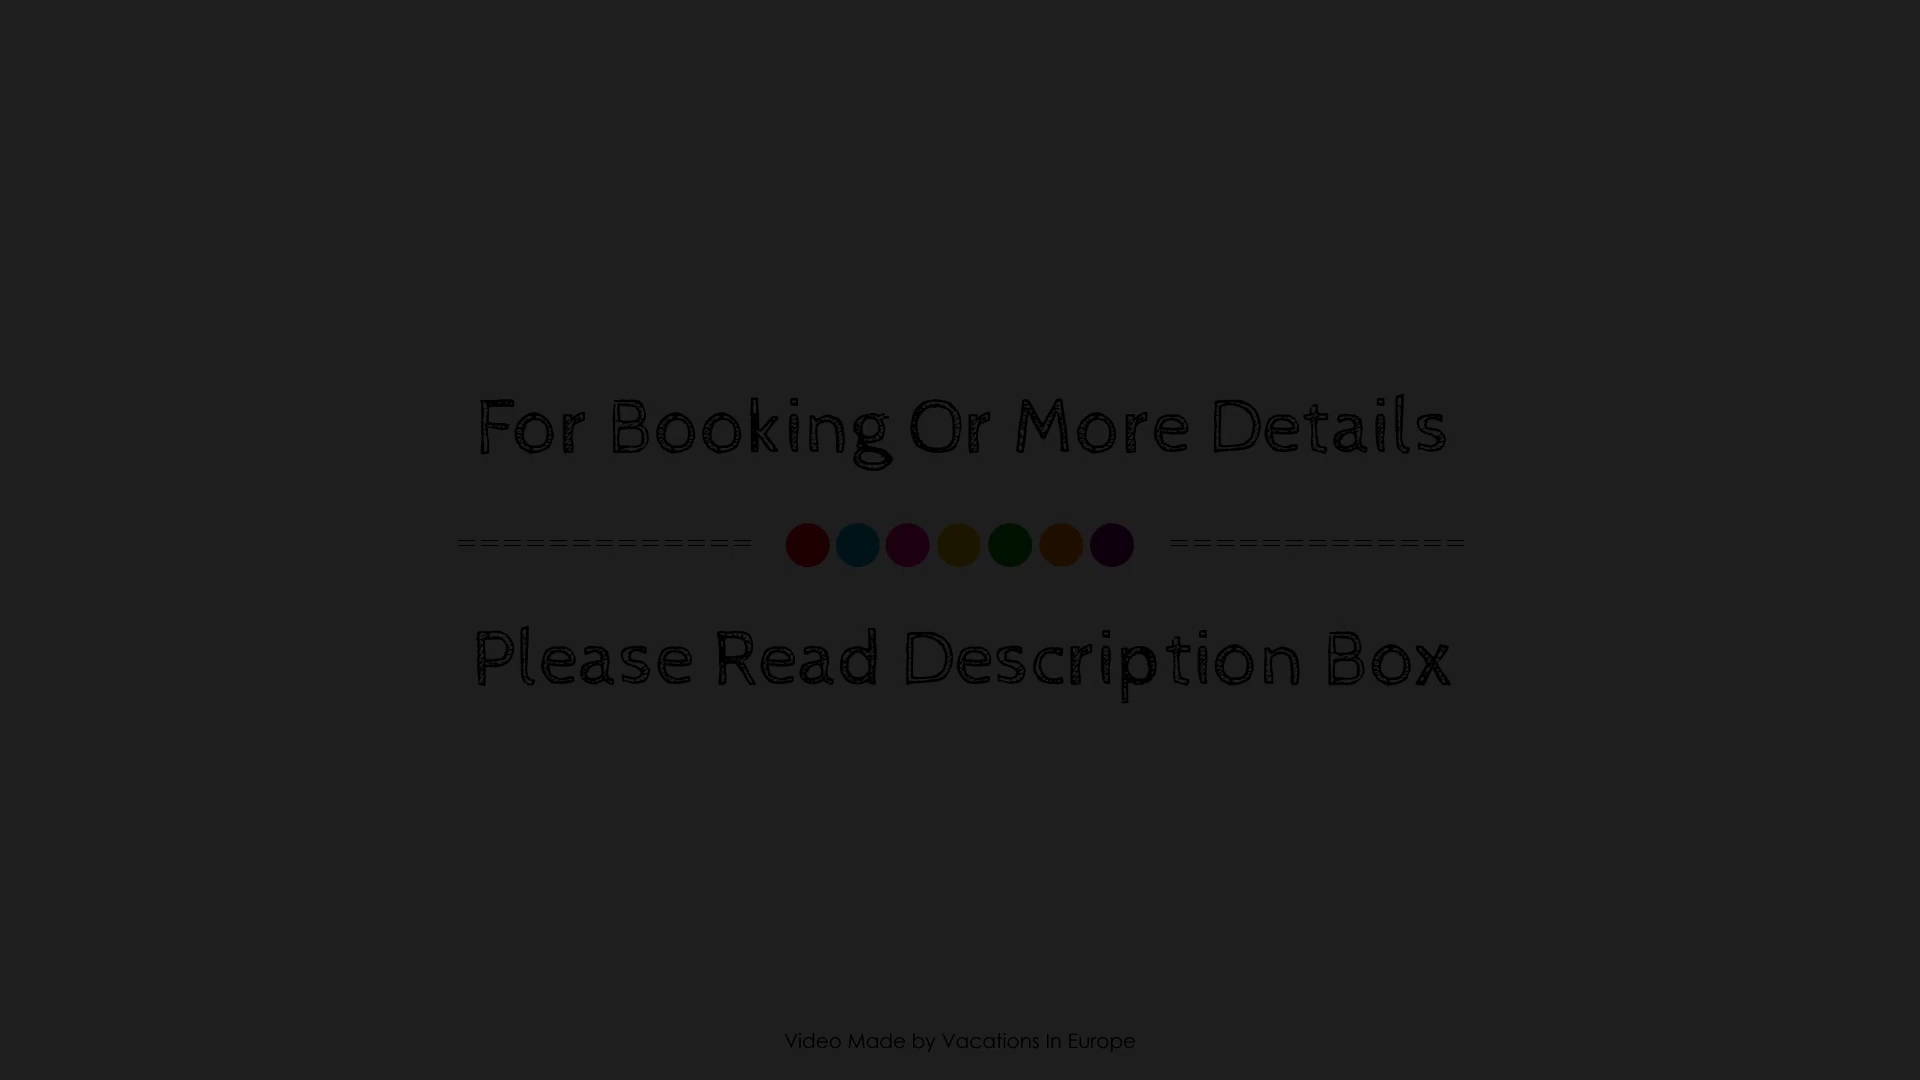 For Booking Or More Details
============= =============
Please Read Description Box
Video Made by Vacations In Europe